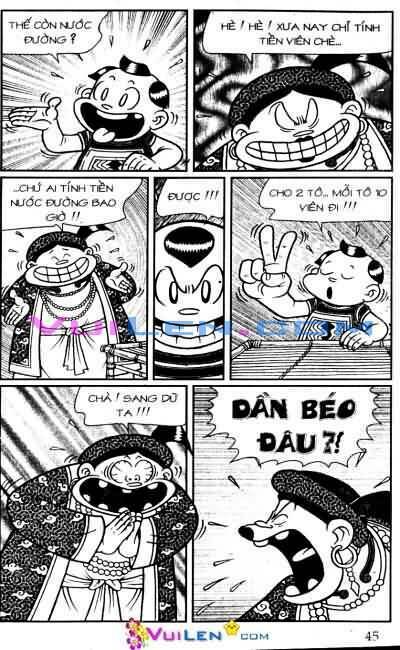 THẾ CÒN NƯỚC
ĐƯỜNG ?
HÈ ! HÈ ! XƯA NAY CHỈ TÍNH
TIỀN VIÊN CHÈ...
...CHỨ AI TÍNH TIỀN
NƯỚC ĐƯỜNG BAO
GIỜ !!.
ĐƯỢC !!!
CHO 2 TÔ... MỖI TÔ 10
VIÊN ĐI !!!
VUILEN.COM
CHÀ ! SANG DỮ
TA !!!
DẦN BÉO
ĐÂU ?!
45
VUILEN.COM